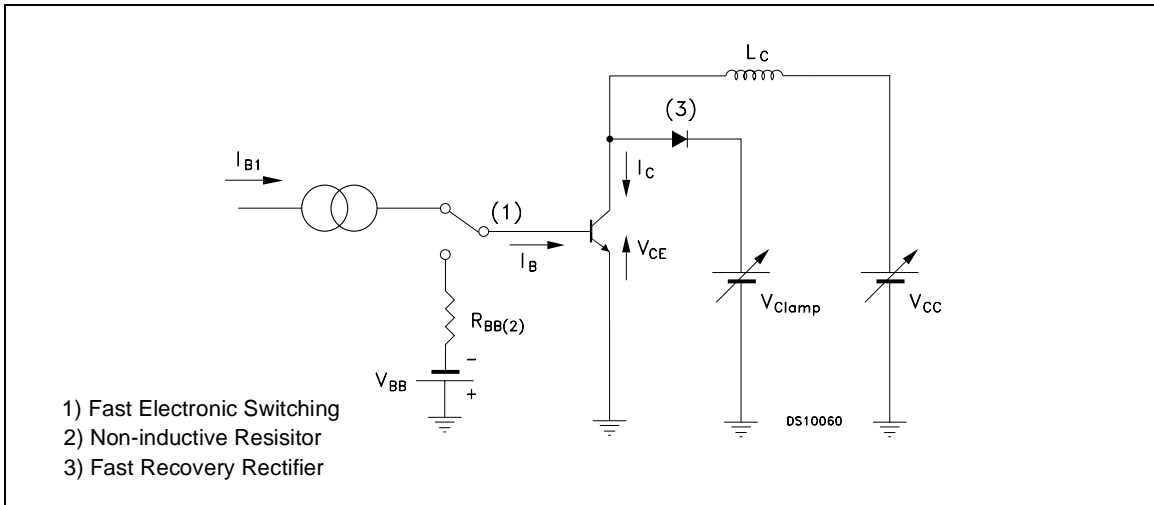 L_C
(3)
I_B1
I_C
(1)
I_B
V_CE
R_BB(2)
V_Clamp
V_CC
V_BB
−
+
DS10060
1) Fast Electronic Switching
2) Non-inductive Resisitor
3) Fast Recovery Rectifier